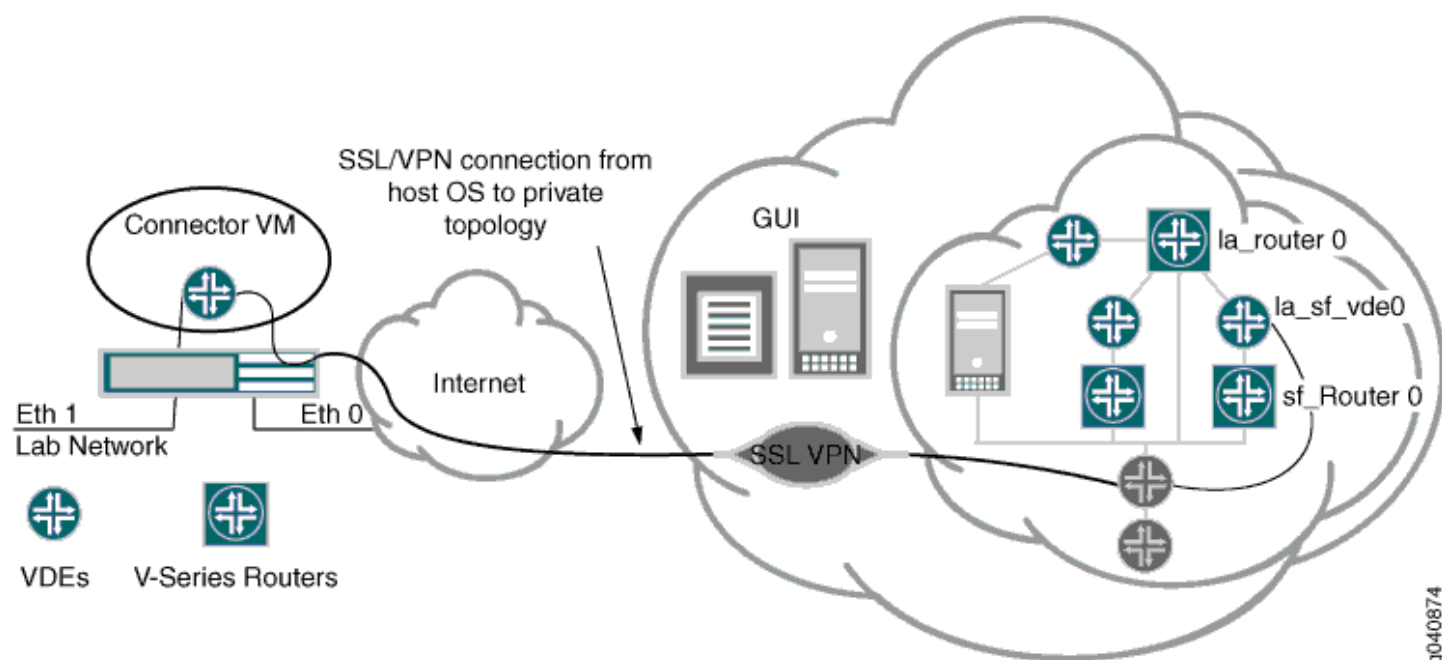 SSL/VPN connection from
host OS to private
topology
Connector VM
GUI
la_router 0
la_sf_vde0
Internet
sf_Router 0
Eth 1
Eth 0
Lab Network
SSL VPN
VDEs
V-Series Routers
g040874